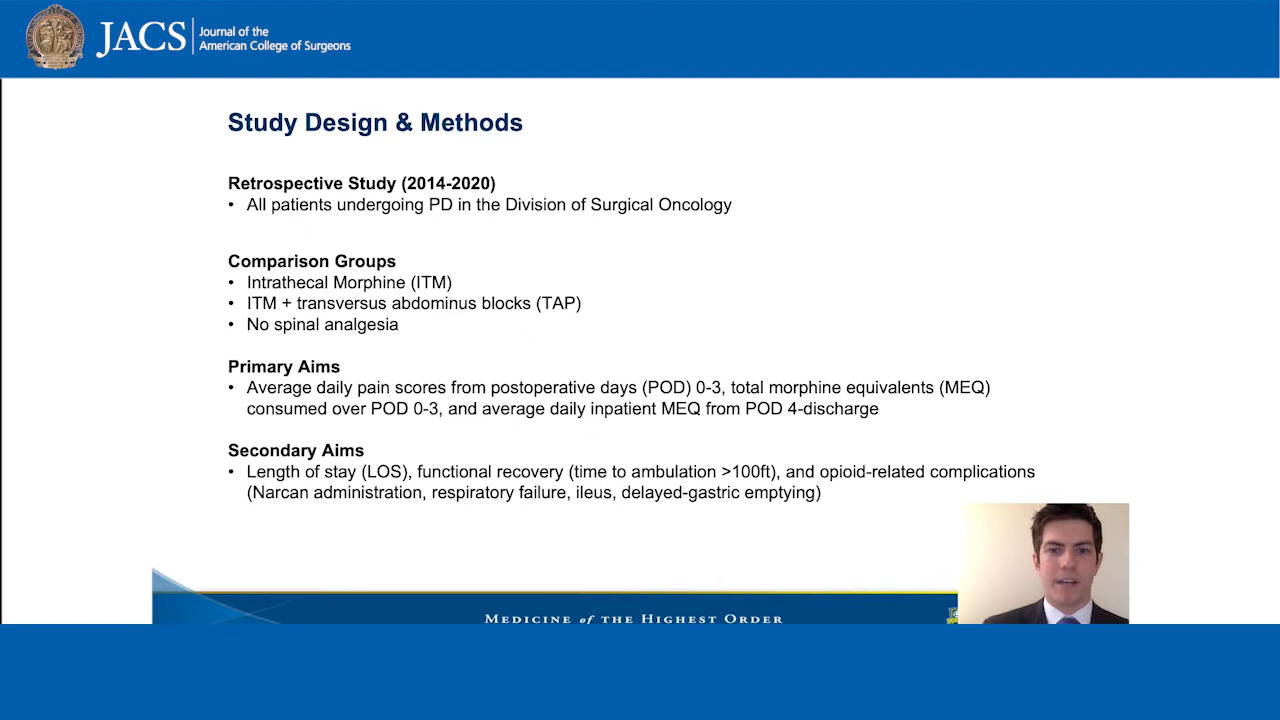 JACS
Journal of the
American College of Surgeons
Study Design & Methods
Retrospective Study (2014-2020)
• All patients undergoing PD in the Division of Surgical Oncology
Comparison Groups
• Intrathecal Morphine (ITM)
• ITM + transversus abdominus blocks (TAP)
• No spinal analgesia
Primary Aims
• Average daily pain scores from postoperative days (POD) 0-3, total morphine equivalents (MEQ)
consumed over POD 0-3, and average daily inpatient MEQ from POD 4-discharge
Secondary Aims
• Length of stay (LOS), functional recovery (time to ambulation >100ft), and opioid-related complications
(Narcan administration, respiratory failure, ileus, delayed-gastric emptying)
MEDICINE of THE HIGHEST ORDER